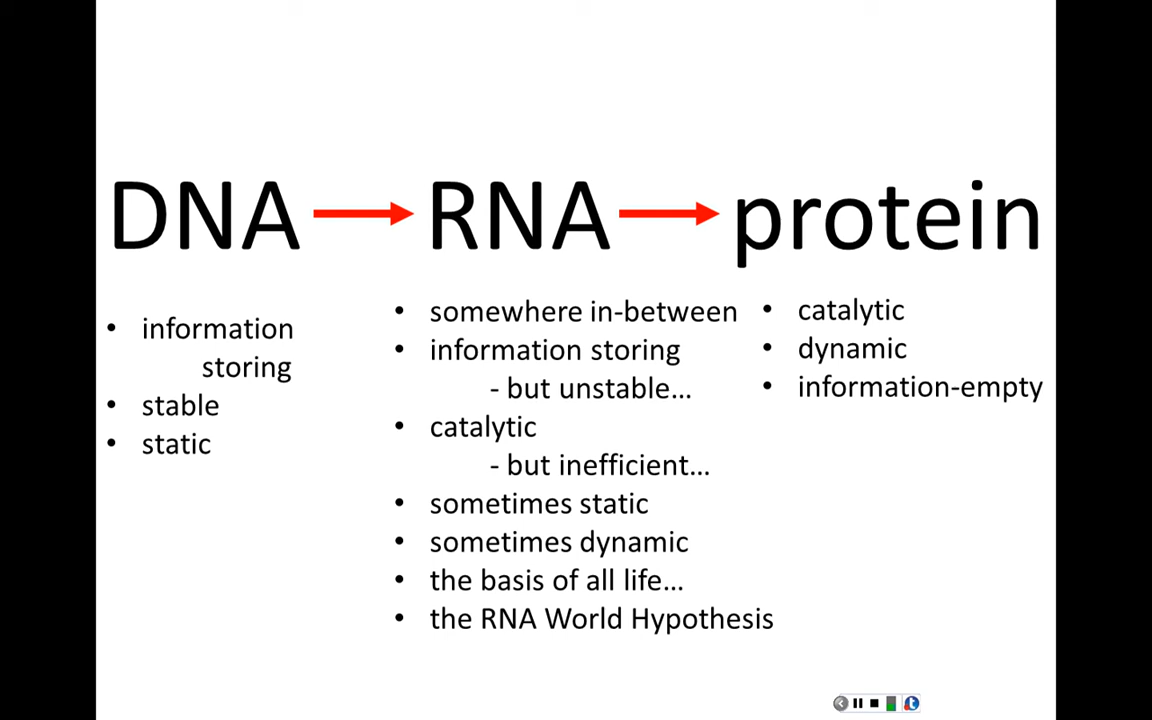 DNA → RNA → protein
• information
storing
• stable
• static
• somewhere in-between
• information storing
- but unstable...
• catalytic
- but inefficient...
• sometimes static
• sometimes dynamic
• the basis of all life...
• the RNA World Hypothesis
• catalytic
• dynamic
• information-empty